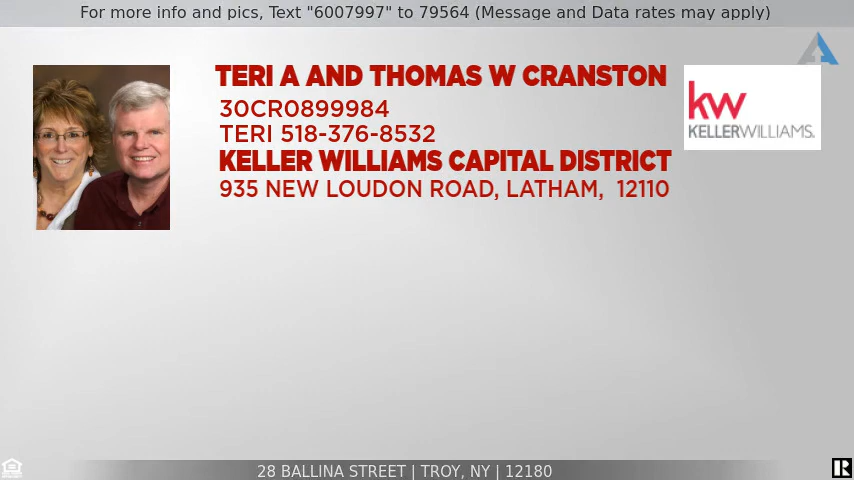 For more info and pics, Text "6007997" to 79564 (Message and Data rates may apply)
TERI A AND THOMAS W CRANSTON
30CR0899984
TERI 518-376-8532
KELLER WILLIAMS CAPITAL DISTRICT
935 NEW LOUDON ROAD, LATHAM, 12110
kw
KELLERWILLIAMS.
28 BALLINA STREET | TROY, NY | 12180